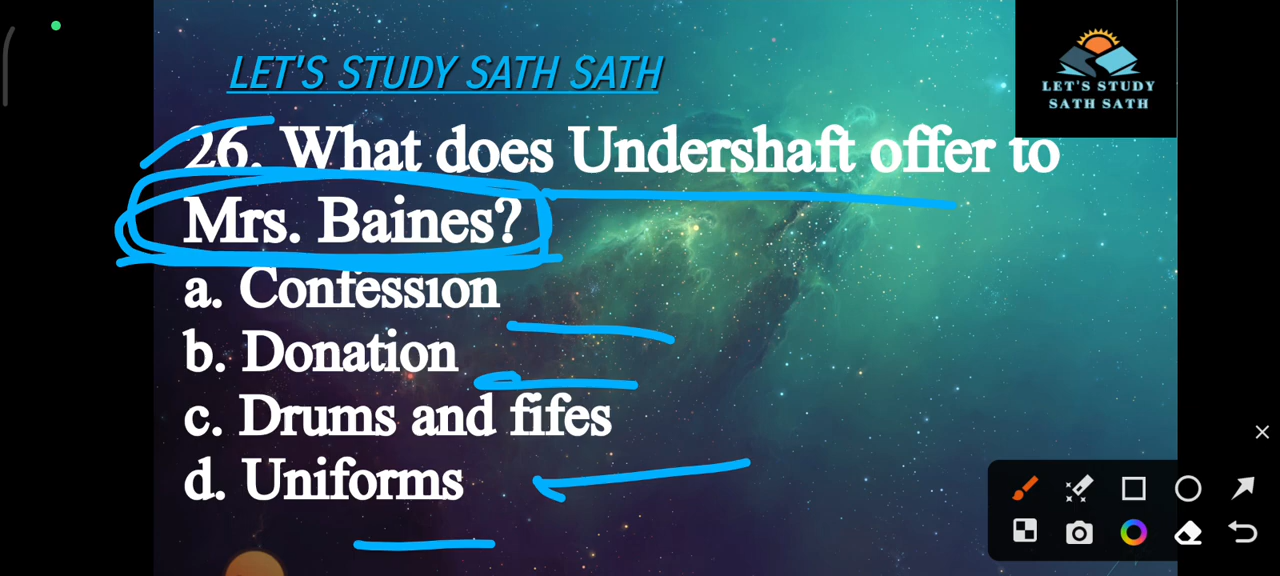 LET'S STUDY SATH SATH
LET'S STUDY
SATH SATH
26. What does Undershaft offer to
Mrs. Baines?
a. Confession
b. Donation
c. Drums and fifes
d. Uniforms